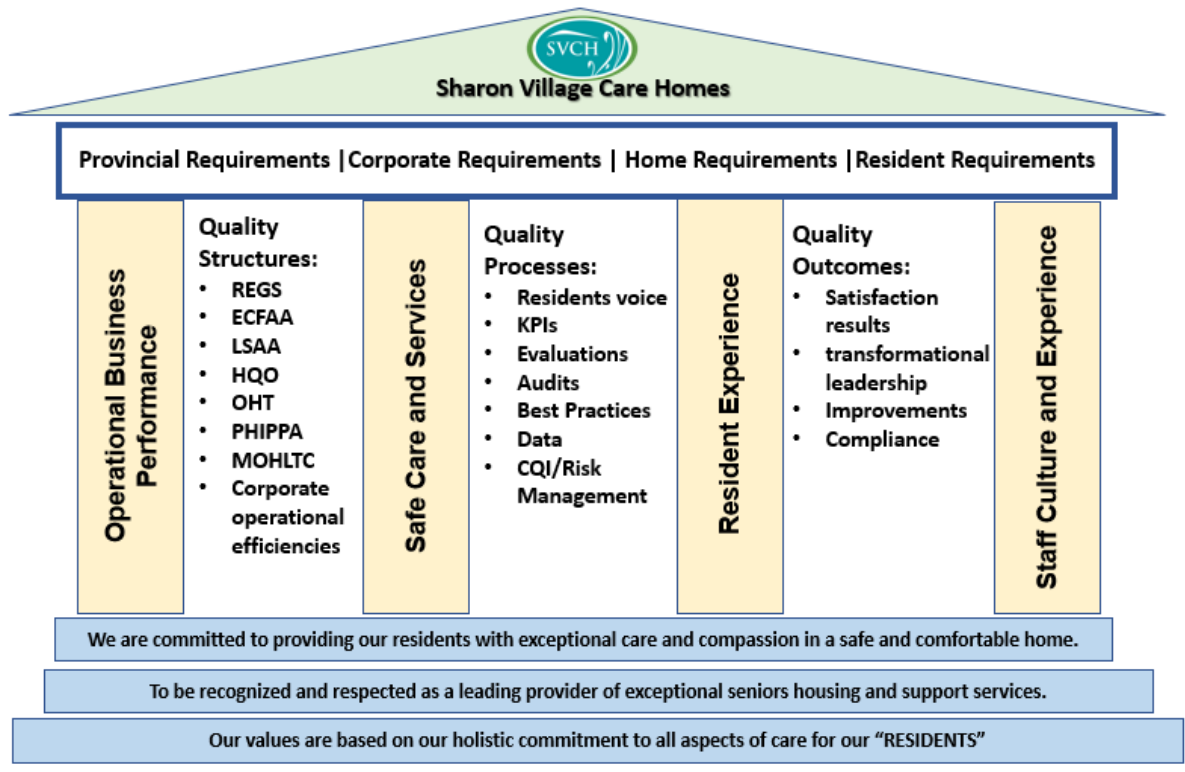 SVCH
Sharon Village Care Homes
Provincial Requirements |Corporate Requirements | Home Requirements |Resident Requirements
Operational Business
Performance
Quality
Structures:
• REGS
• ECFAA
• LSAA
• HQO
• OHT
• PHIPPA
• MOHLTC
• Corporate
operational
efficiencies
Safe Care and Services
Quality
Processes:
• Residents voice
• KPIs
• Evaluations
• Audits
• Best Practices
• Data
• CQI/Risk
Management
Resident Experience
Quality
Outcomes:
• Satisfaction
results
• transformational
leadership
• Improvements
• Compliance
Staff Culture and Experience
We are committed to providing our residents with exceptional care and compassion in a safe and comfortable home.
To be recognized and respected as a leading provider of exceptional seniors housing and support services.
Our values are based on our holistic commitment to all aspects of care for our “RESIDENTS”